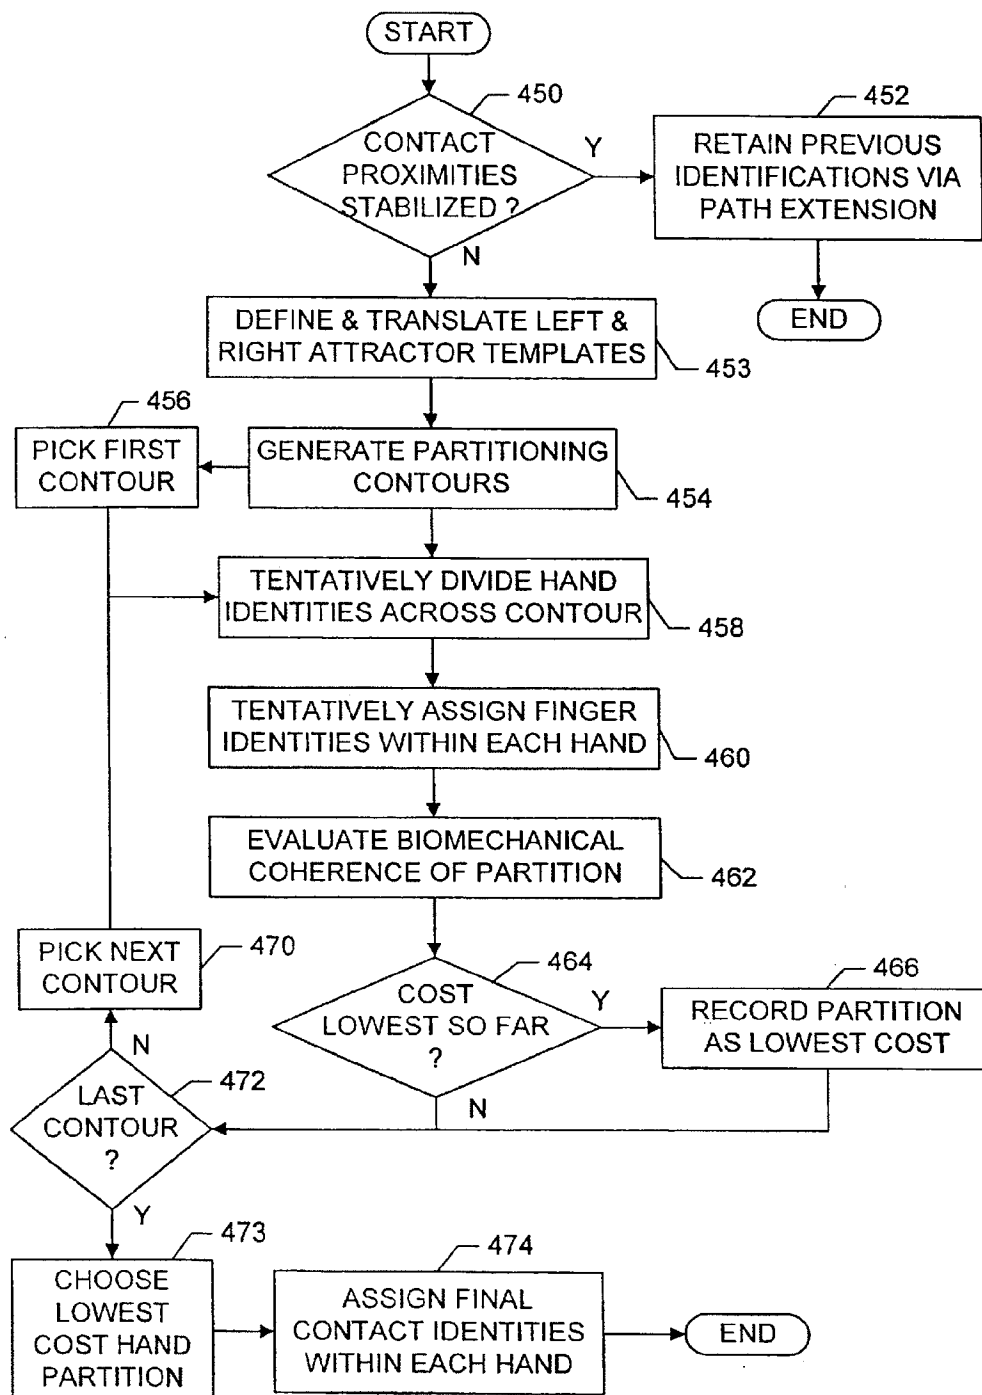 START
450
CONTACT
PROXIMITIES
STABILIZED ?
Y
N
452
RETAIN PREVIOUS
IDENTIFICATIONS VIA
PATH EXTENSION
END
DEFINE & TRANSLATE LEFT &
RIGHT ATTRACTOR TEMPLATES
453
456
PICK FIRST
CONTOUR
GENERATE PARTITIONING
CONTOURS
454
TENTATIVELY DIVIDE HAND
IDENTITIES ACROSS CONTOUR
458
TENTATIVELY ASSIGN FINGER
IDENTITIES WITHIN EACH HAND
460
EVALUATE BIOMECHANICAL
COHERENCE OF PARTITION
462
PICK NEXT
CONTOUR
470
464
COST
LOWEST SO FAR
?
Y
N
466
RECORD PARTITION
AS LOWEST COST
N
472
LAST
CONTOUR
?
Y
473
CHOOSE
LOWEST
COST HAND
PARTITION
474
ASSIGN FINAL
CONTACT IDENTITIES
WITHIN EACH HAND
END